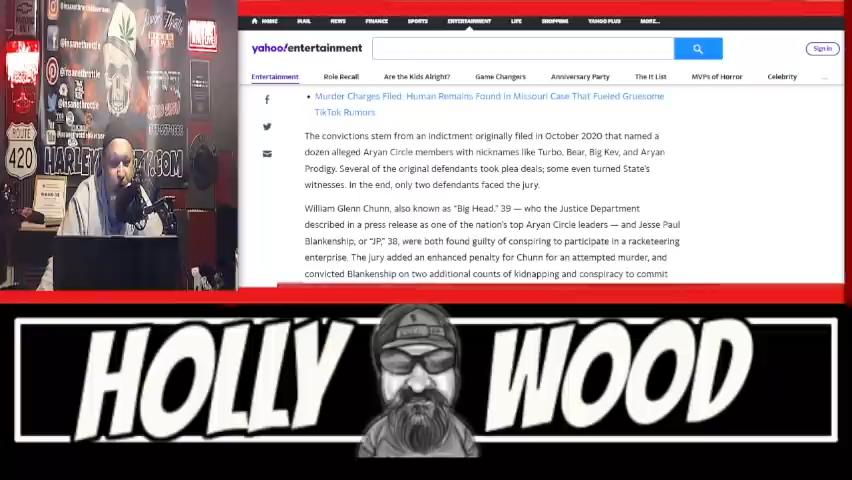 HOME MAIL NEWS FINANCE SPORTS ENTERTAINMENT LIFE SHOPPING YAHOO PLUS MORE...
yahoo!entertainment
Sign in
Entertainment Role Recall Are the Kids Alright? Game Changers Anniversary Party The It List MVPs of Horror Celebrity ...
• Murder Charges Filed: Human Remains Found in Missouri Case That Fueled Gruesome
TikTok Rumors
The convictions stem from an indictment originally filed in October 2020 that named a
dozen alleged Aryan Circle members with nicknames like Turbo, Bear, Big Kev, and Aryan
Prodigy. Several of the original defendants took plea deals; some even turned State's
witnesses. In the end, only two defendants faced the jury.
William Glenn Chunn, also known as "Big Head." 39 — who the Justice Department
described in a press release as one of the nation's top Aryan Circle leaders — and Jesse Paul
Blankenship, or "JP," 38, were both found guilty of conspiring to participate in a racketeering
enterprise. The jury added an enhanced penalty for Chunn for an attempted murder, and
convicted Blankenship on two additional counts of kidnapping and conspiracy to commit
@insanethrottle
ROUTE
420
HOLLY WOOD